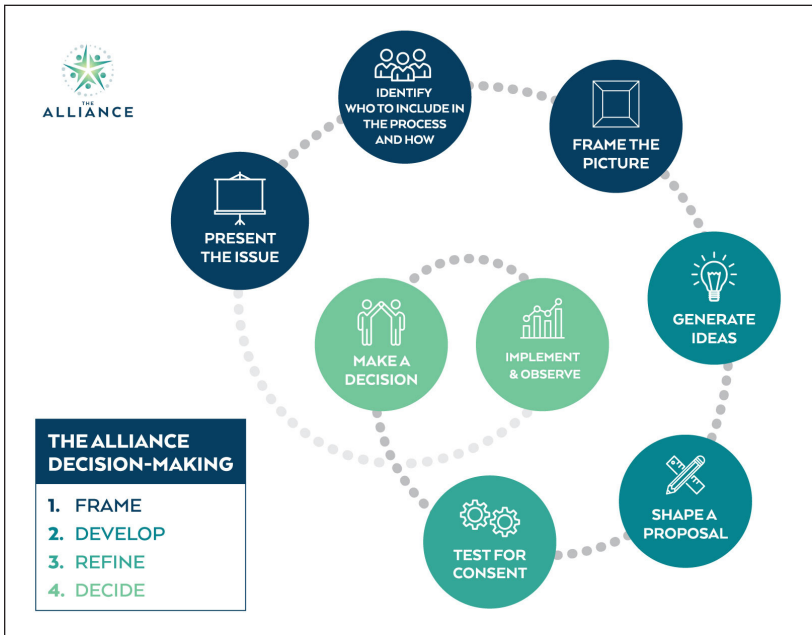 THE
ALLIANCE
PRESENT
THE ISSUE
IDENTIFY
WHO TO INCLUDE IN
THE PROCESS
AND HOW
FRAME THE
PICTURE
GENERATE
IDEAS
SHAPE A
PROPOSAL
TEST FOR
CONSENT
MAKE A
DECISION
IMPLEMENT
& OBSERVE
THE ALLIANCE
DECISION-MAKING
1. FRAME
2. DEVELOP
3. REFINE
4. DECIDE